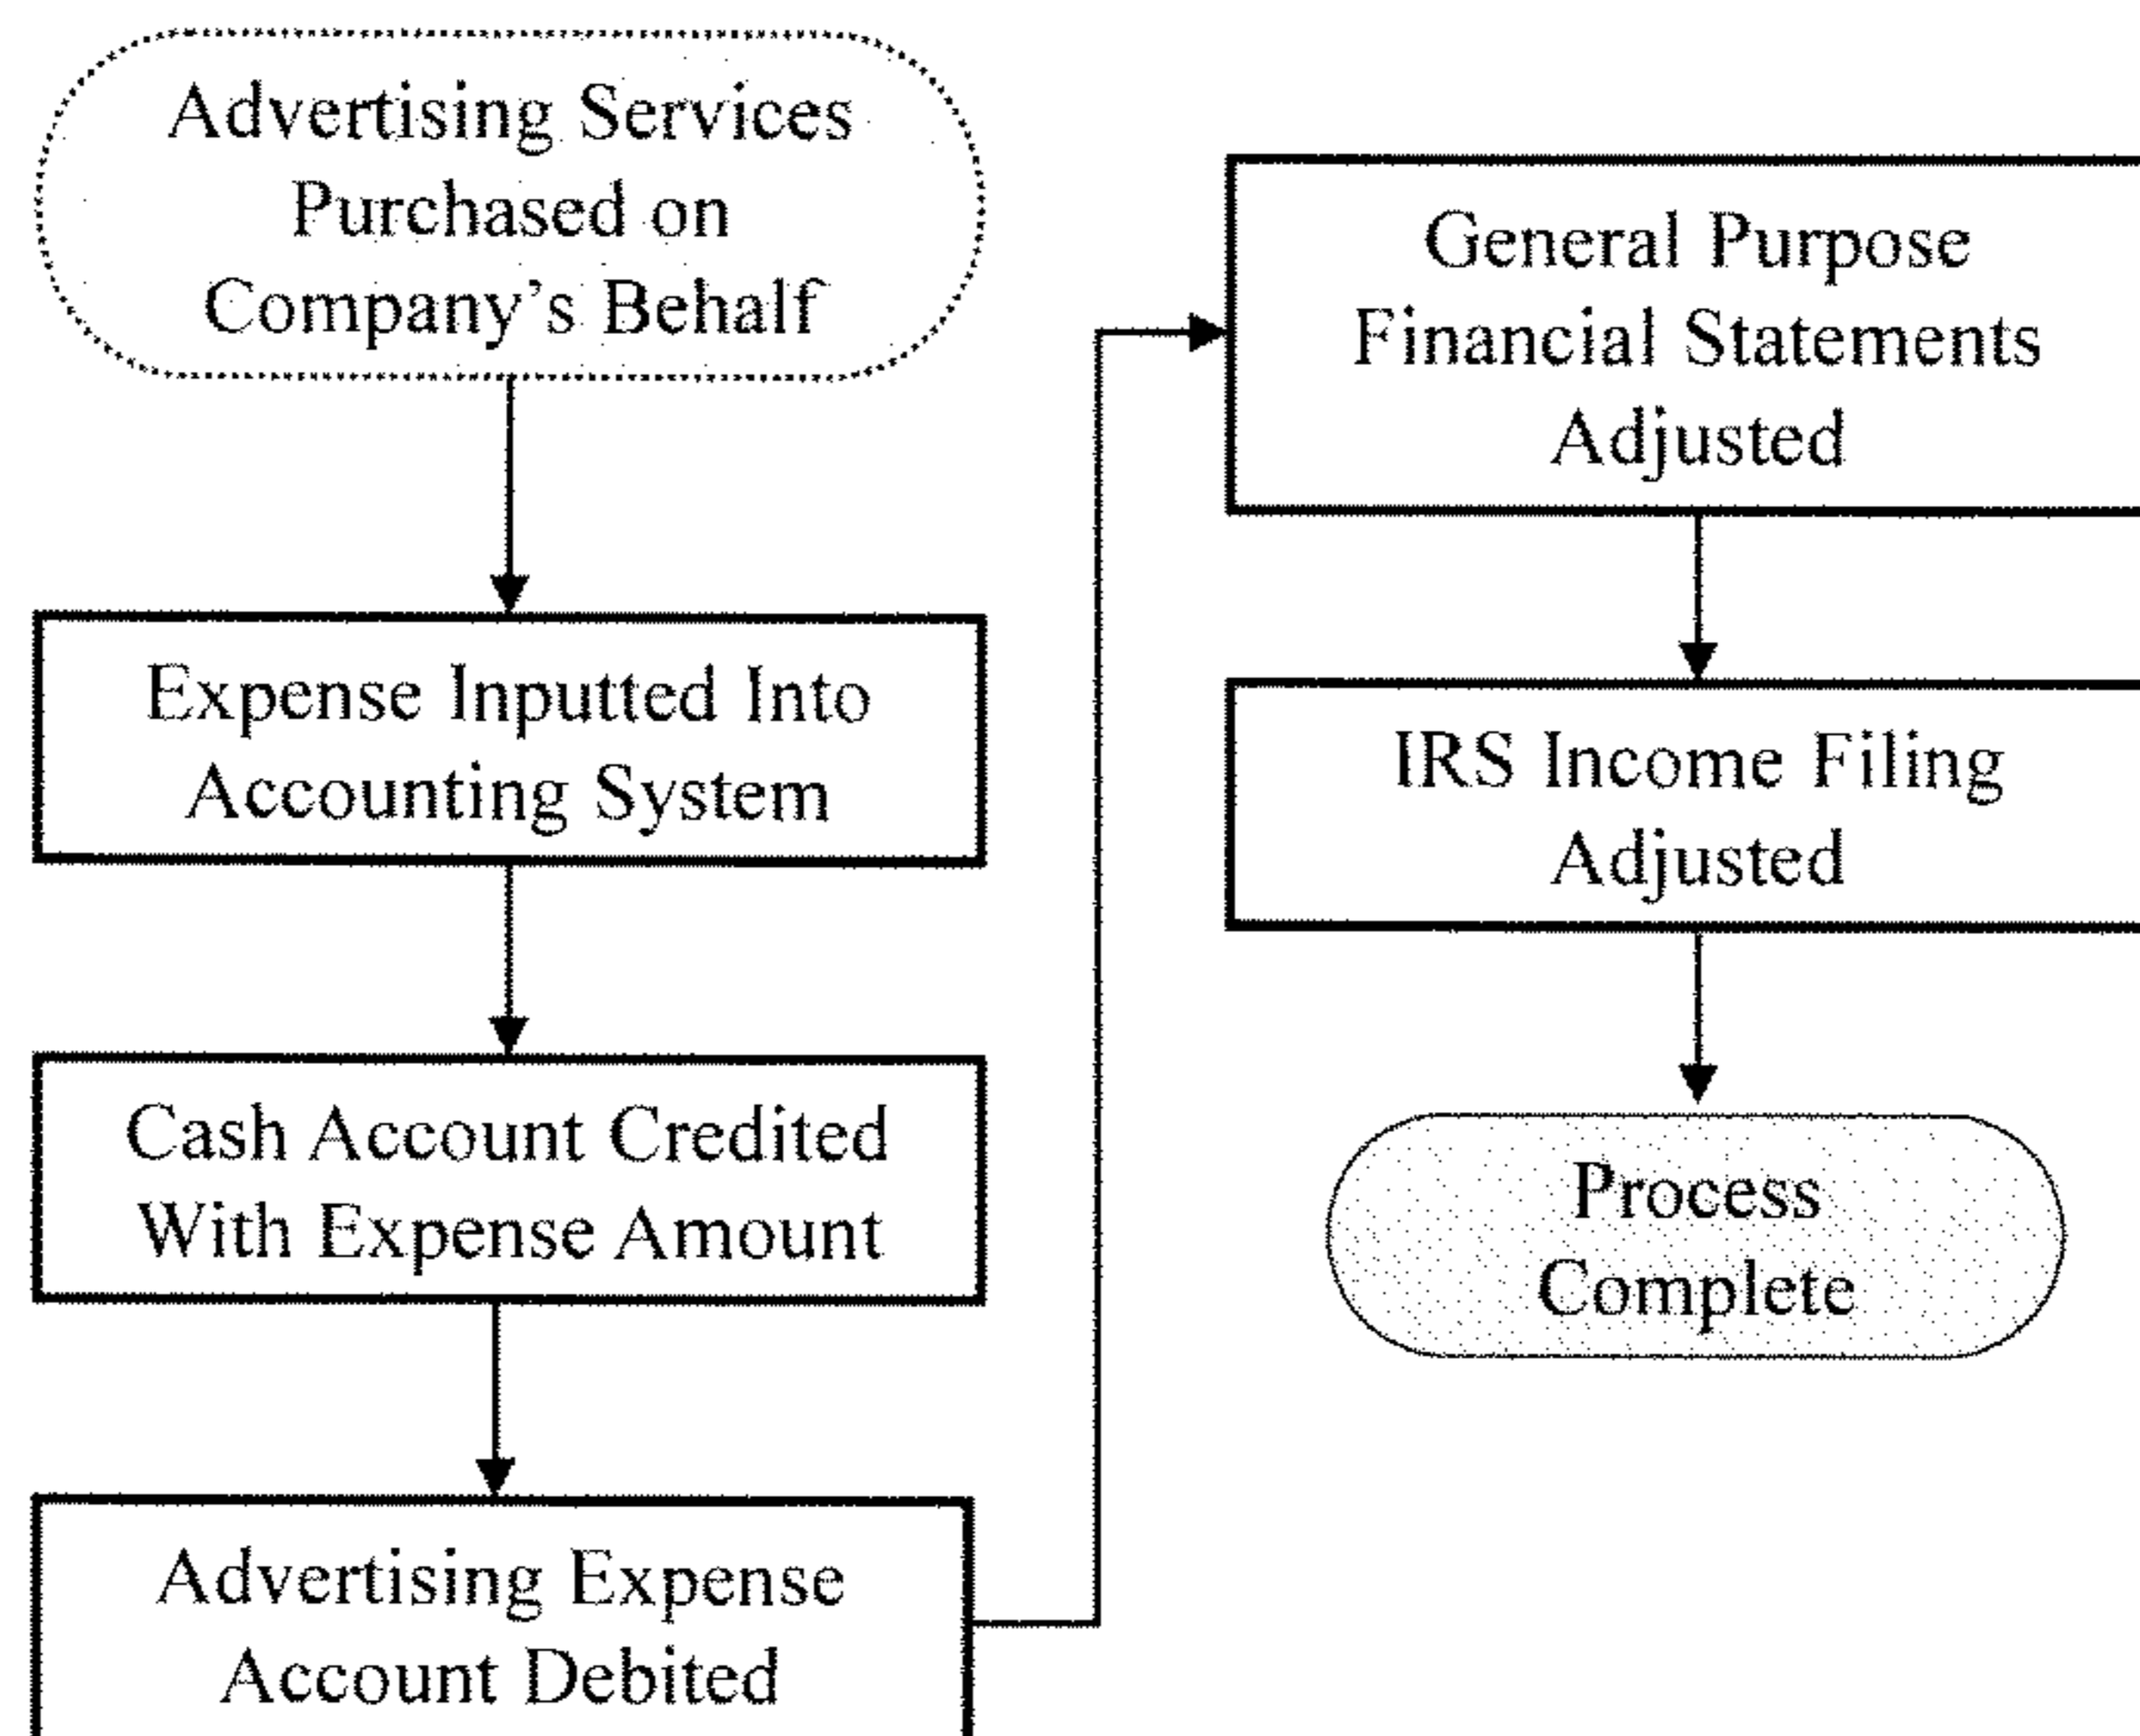 Advertising Services
Purchased on
Company's Behalf
Expense Inputted Into
Accounting System
Cash Account Credited
With Expense Amount
Advertising Expense
Account Debited
General Purpose
Financial Statements
Adjusted
IRS Income Filing
Adjusted
Process
Complete